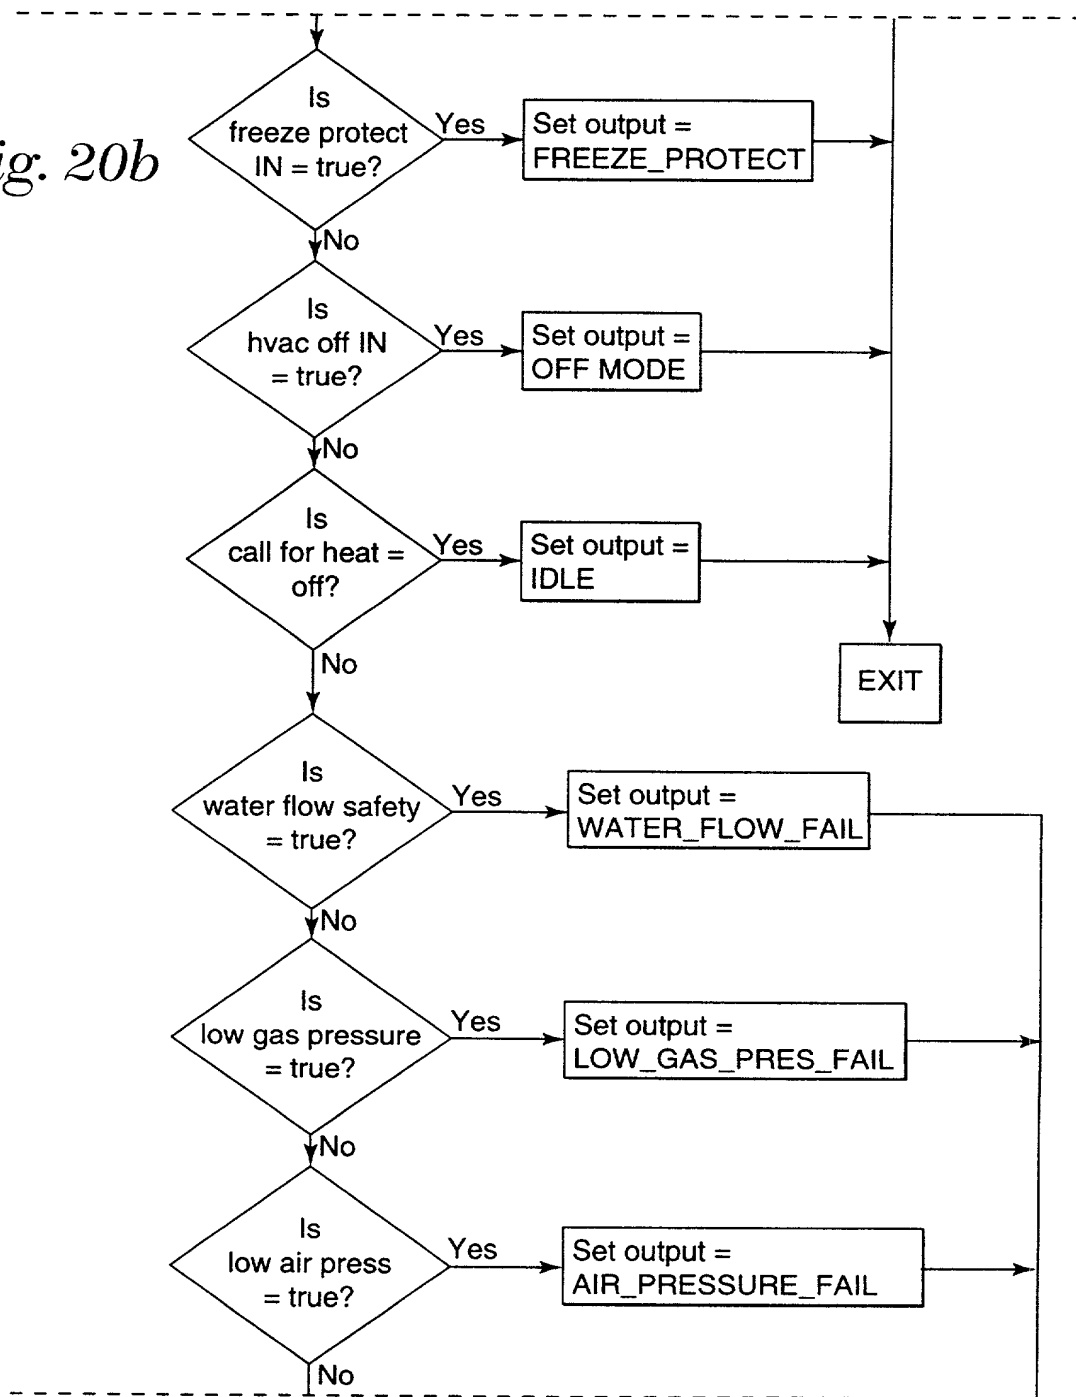 ig. 20b
Is
freeze protect
IN = true?
Yes
Set output =
FREEZE_PROTECT
No
Is
hvac off IN
= true?
Yes
Set output =
OFF MODE
No
Is
call for heat =
off?
Yes
Set output =
IDLE
No
EXIT
Is
water flow safety
= true?
Yes
Set output =
WATER_FLOW_FAIL
No
Is
low gas pressure
= true?
Yes
Set output =
LOW_GAS_PRES_FAIL
No
Is
low air press
= true?
Yes
Set output =
AIR_PRESSURE_FAIL
No